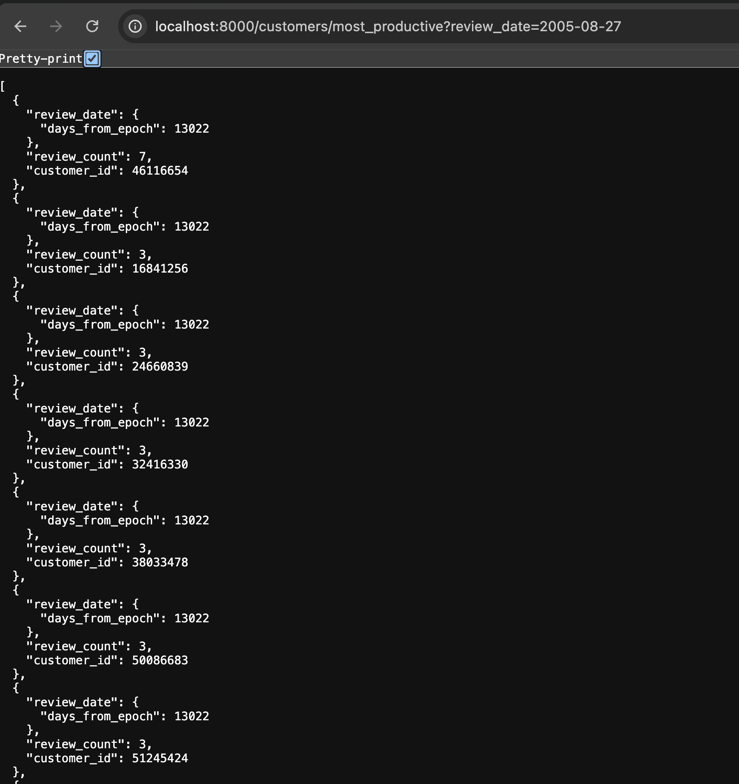 localhost:8000/customers/most_productive?review_date=2005-08-27
Pretty-print
[
  {
    "review_date": {
      "days_from_epoch": 13022
    },
    "review_count": 7,
    "customer_id": 46116654
  },
  {
    "review_date": {
      "days_from_epoch": 13022
    },
    "review_count": 3,
    "customer_id": 16841256
  },
  {
    "review_date": {
      "days_from_epoch": 13022
    },
    "review_count": 3,
    "customer_id": 24660839
  },
  {
    "review_date": {
      "days_from_epoch": 13022
    },
    "review_count": 3,
    "customer_id": 32416330
  },
  {
    "review_date": {
      "days_from_epoch": 13022
    },
    "review_count": 3,
    "customer_id": 38033478
  },
  {
    "review_date": {
      "days_from_epoch": 13022
    },
    "review_count": 3,
    "customer_id": 50086683
  },
  {
    "review_date": {
      "days_from_epoch": 13022
    },
    "review_count": 3,
    "customer_id": 51245424
  },